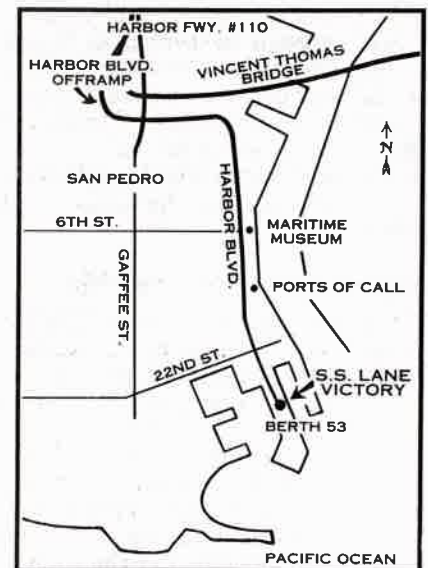 HARBOR FWY. #110
HARBOR BLVD.
OFFRAMP
VINCENT THOMAS
BRIDGE
N
SAN PEDRO
6TH ST.
HARBOR BLVD.
MARITIME
MUSEUM
GAFFEE ST.
PORTS OF CALL
22ND ST.
S.S. LANE
VICTORY
BERTH 53
PACIFIC OCEAN